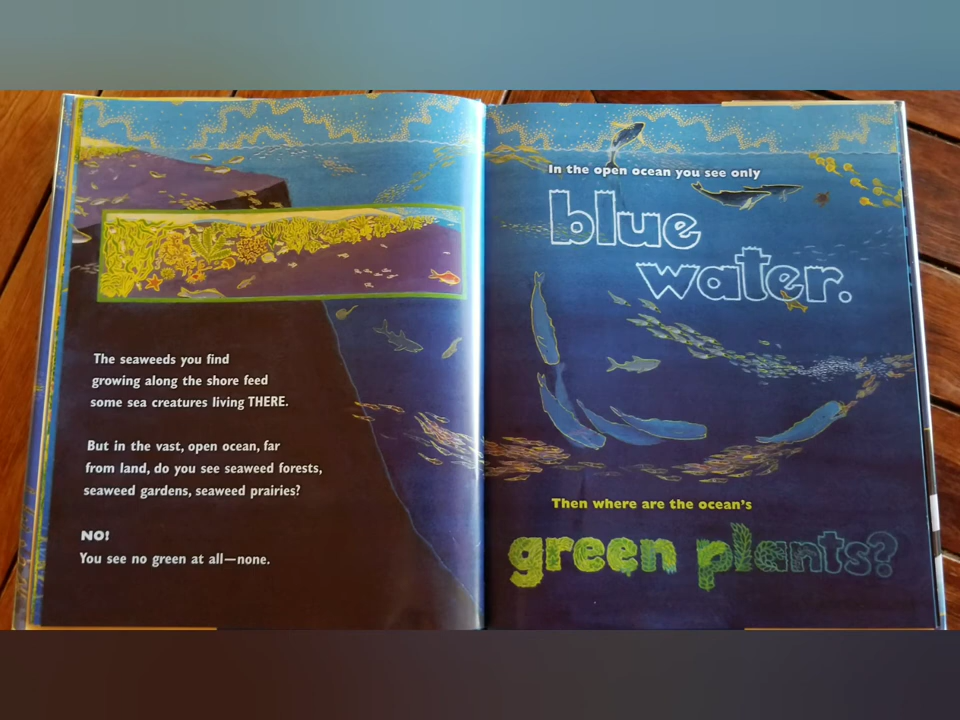 The seaweeds you find
growing along the shore feed
some sea creatures living THERE.
But in the vast, open ocean, far
from land, do you see seaweed forests,
seaweed gardens, seaweed prairies?
NO!
You see no green at all—none.
In the open ocean you see only
blue
water.
Then where are the ocean's
green plants?